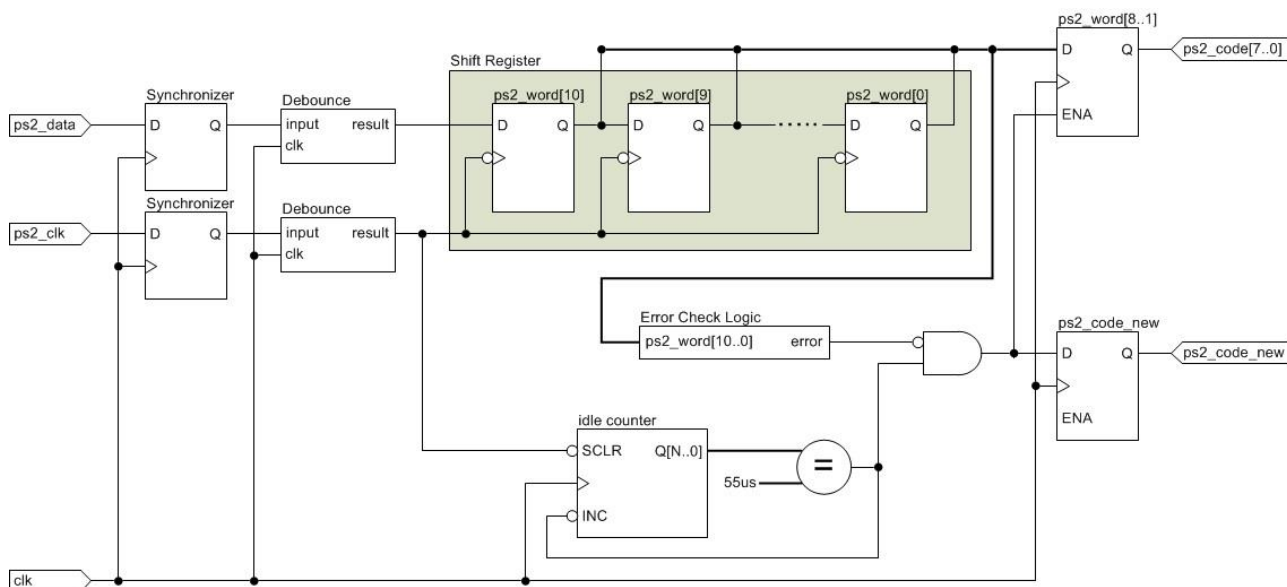 ps2_word[8..1]
D Q
ps2_code[7..0]
ENA
Shift Register
ps2_word[10]
D Q
ps2_word[9]
D Q
.....
ps2_word[0]
D Q
Synchronizer
ps2_data
D Q
Debounce
input result
clk
Synchronizer
ps2_clk
D Q
Debounce
input result
clk
Error Check Logic
ps2_word[10..0] error
ps2_code_new
D Q
ps2_code_new
ENA
idle counter
SCLR Q[N..0]
=
55us
INC
clk